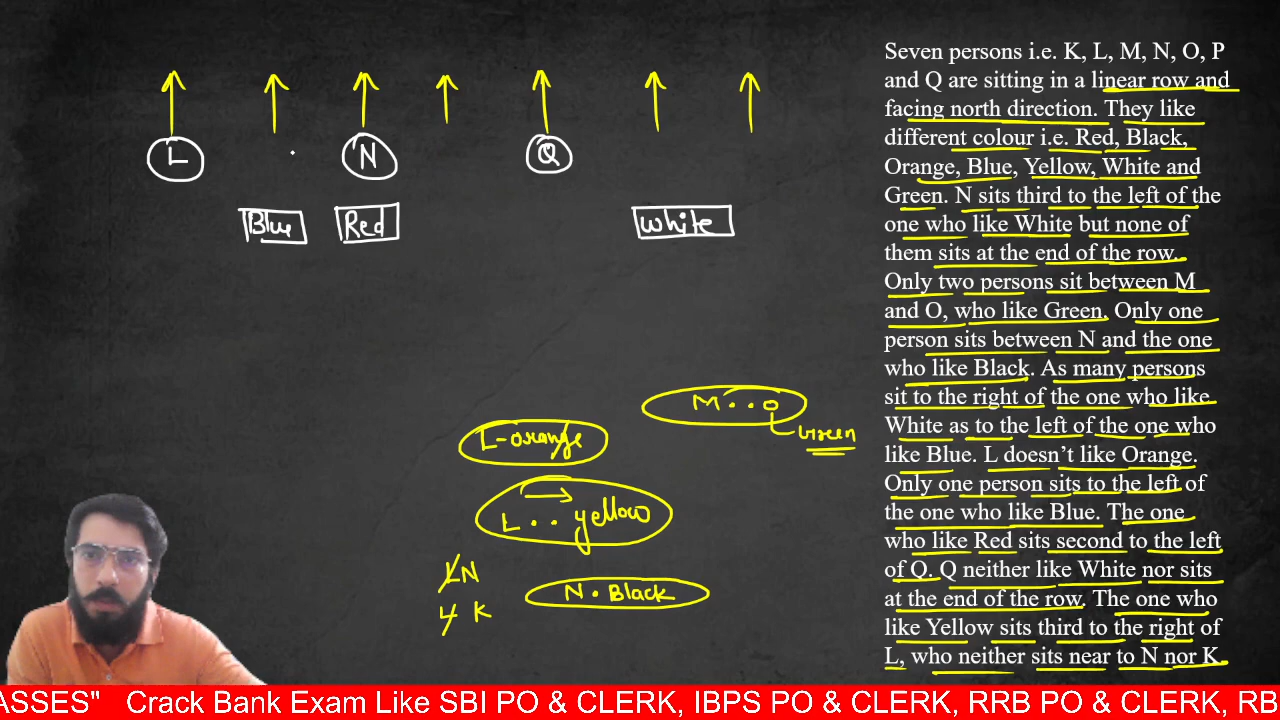 L N Q
Blue Red White
M . . O
Green
L-orange
L . . yellow
LN
4 K
N . Black
Seven persons i.e. K, L, M, N, O, P
and Q are sitting in a linear row and
facing north direction. They like
different colour i.e. Red, Black,
Orange, Blue, Yellow, White and
Green. N sits third to the left of the
one who like White but none of
them sits at the end of the row.
Only two persons sit between M
and O, who like Green. Only one
person sits between N and the one
who like Black. As many persons
sit to the right of the one who like
White as to the left of the one who
like Blue. L doesn't like Orange.
Only one person sits to the left of
the one who like Blue. The one
who like Red sits second to the left
of Q. Q neither like White nor sits
at the end of the row. The one who
like Yellow sits third to the right of
L, who neither sits near to N nor K.
ASSES" Crack Bank Exam Like SBI PO & CLERK, IBPS PO & CLERK, RRB PO & CLERK, RB